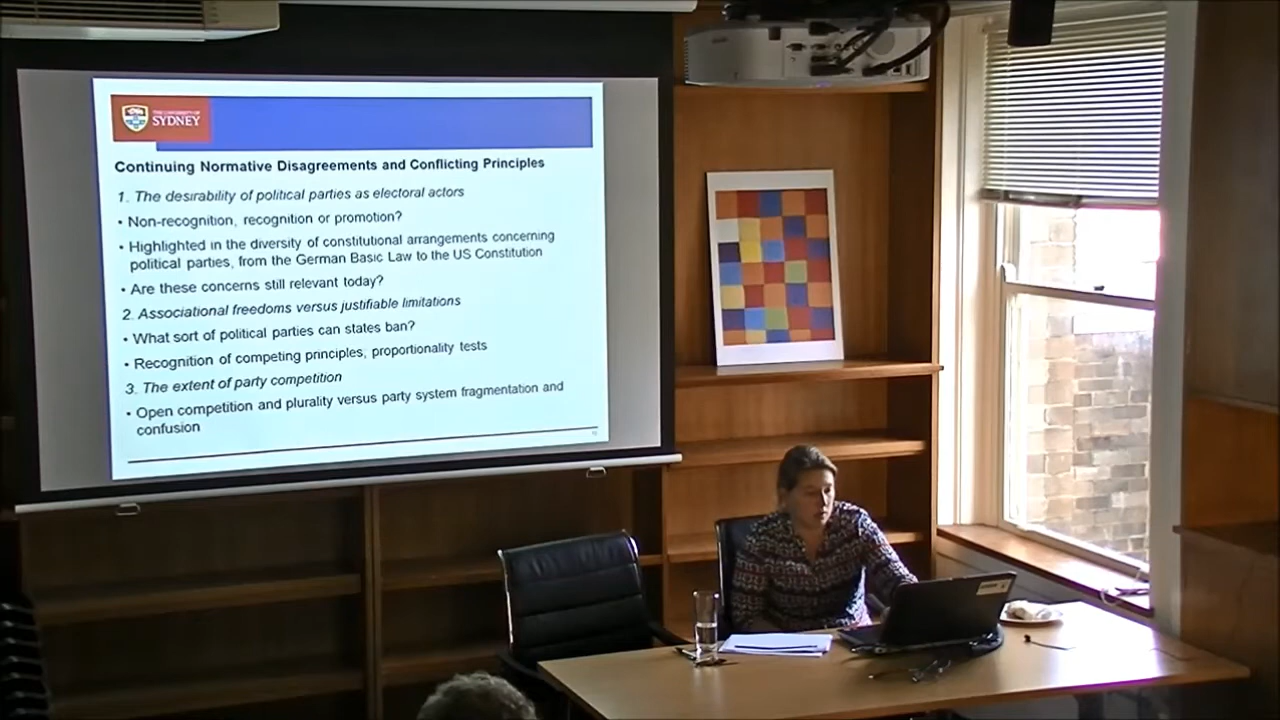 THE UNIVERSITY OF
SYDNEY
Continuing Normative Disagreements and Conflicting Principles
1. The desirability of political parties as electoral actors
• Non-recognition, recognition or promotion?
• Highlighted in the diversity of constitutional arrangements concerning
political parties, from the German Basic Law to the US Constitution
• Are these concerns still relevant today?
2. Associational freedoms versus justifiable limitations
• What sort of political parties can states ban?
• Recognition of competing principles, proportionality tests
3. The extent of party competition
• Open competition and plurality versus party system fragmentation and
confusion